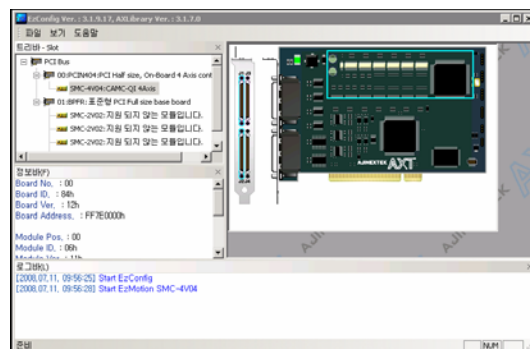 EzConfig Ver. : 3.1.9.17, AXLibrary Ver. : 3.1.7.0
파일 보기 도움말
트리바 - Slot
PCI Bus
00:PCIN404:PCI Half size, On-Board 4 Axis cont
SMC-4V04:CAMC-QI 4Axis
01:BPFR: 표준형 PCI Full size base board
SMC-2V02:지원 되지 않는 모듈입니다.
SMC-2V02:지원 되지 않는 모듈입니다.
SMC-2V02:지원 되지 않는 모듈입니다.
정보바(F)
Board No, : 00
Board ID, : 84h
Board Ver, : 12h
Board Address, : FF7E0000h
Module Pos, : 00
Module ID, : 06h
AJINEXTEK
AXT
로그바(L)
[2008,07,11, 09:56:25] Start EzConfig
[2008,07,11, 09:56:28] Start EzMotion SMC-4V04
준비
NUM